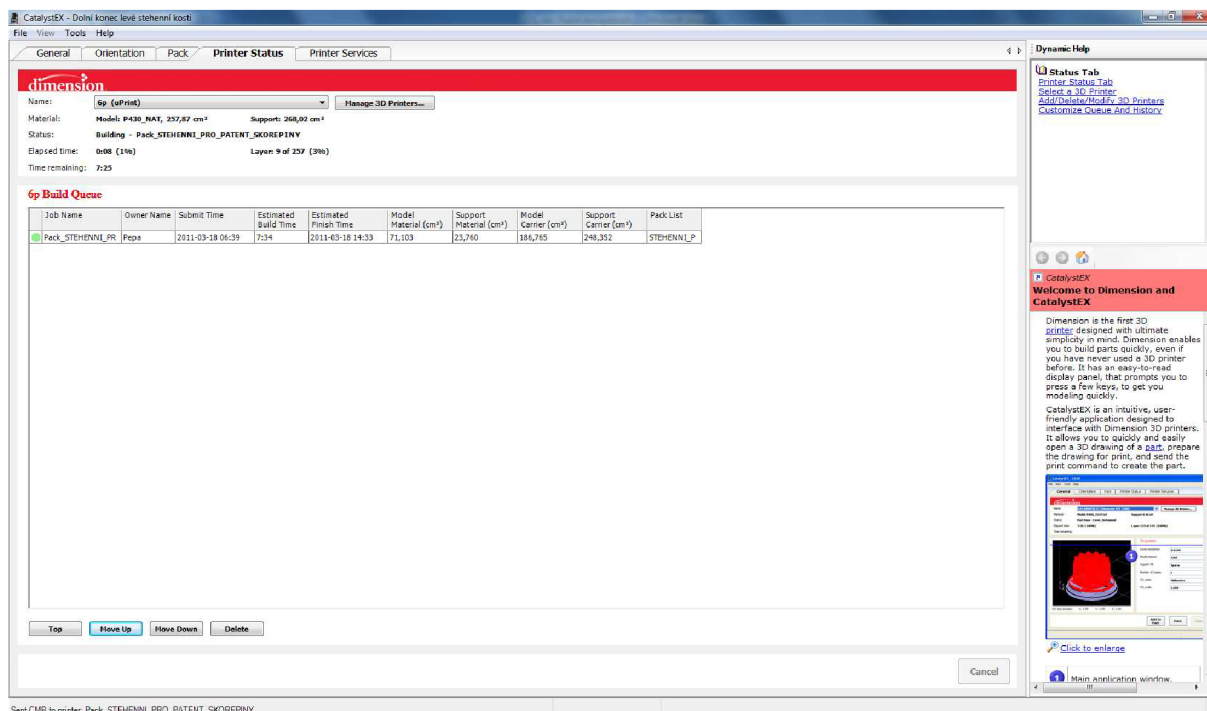 CatalystEX - Dolní konec levé stehenní kosti
File View Tools Help
General Orientation Pack Printer Status Printer Services
dimension
Name: 6p (uPrint) Manage 3D Printers...
Material: Model: P430_NAT, 257,87 cm³ Support: 268,02 cm³
Status: Building - Pack_STEHENNI_PRO_PATENT_SKOREPINY
Elapsed time: 0:08 (1%) Layer: 9 of 257 (3%)
Time remaining: 7:25
6p Build Queue
Job Name Owner Name Submit Time Estimated Build Time Estimated Finish Time Model Material (cm³) Support Material (cm³) Model Carrier (cm³) Support Carrier (cm³) Pack List
Pack_STEHENNI_PR Pepa 2011-03-18 06:39 7:34 2011-03-18 14:33 71,103 23,760 186,765 248,352 STEHENNI_P
Top Move Up Move Down Delete
Cancel
Sent CMB to printer: Pack_STEHENNI_PRO_PATENT_SKOREPINY
Dynamic Help
Status Tab
Printer Status Tab
Select a 3D Printer
Add/Delete/Modify 3D Printers
Customize Queue And History
CatalystEX
Welcome to Dimension and
CatalystEX
Dimension is the first 3D
printer designed with ultimate
simplicity in mind. Dimension enables
you to build parts quickly, even if
you have never used a 3D printer
before. It has an easy-to-read
display panel, that prompts you to
press a few keys, to get you
modeling quickly.
CatalystEX is an intuitive, user-
friendly application designed to
interface with Dimension 3D printers.
It allows you to quickly and easily
open a 3D drawing of a part, prepare
the drawing for print, and send the
print command to create the part.
1
Click to enlarge
1 Main application window.